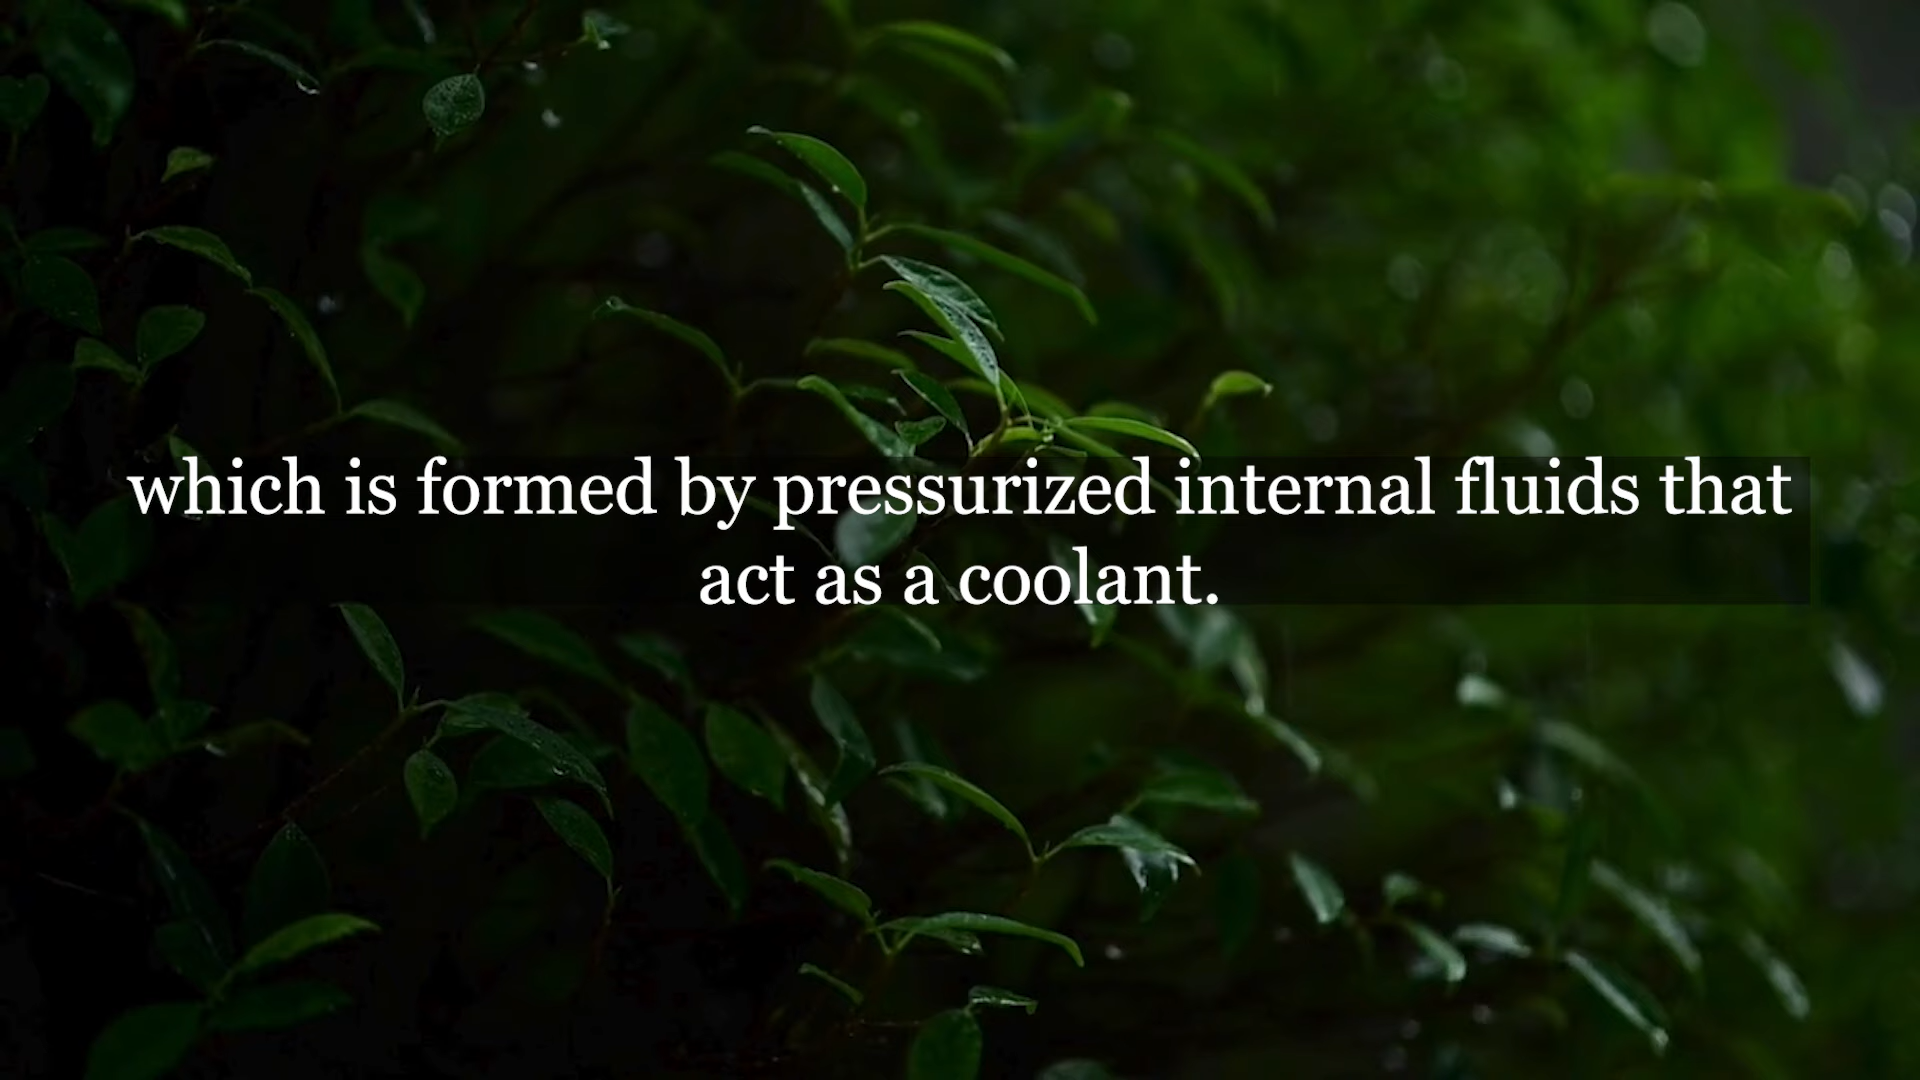 which is formed by pressurized internal fluids that
act as a coolant.